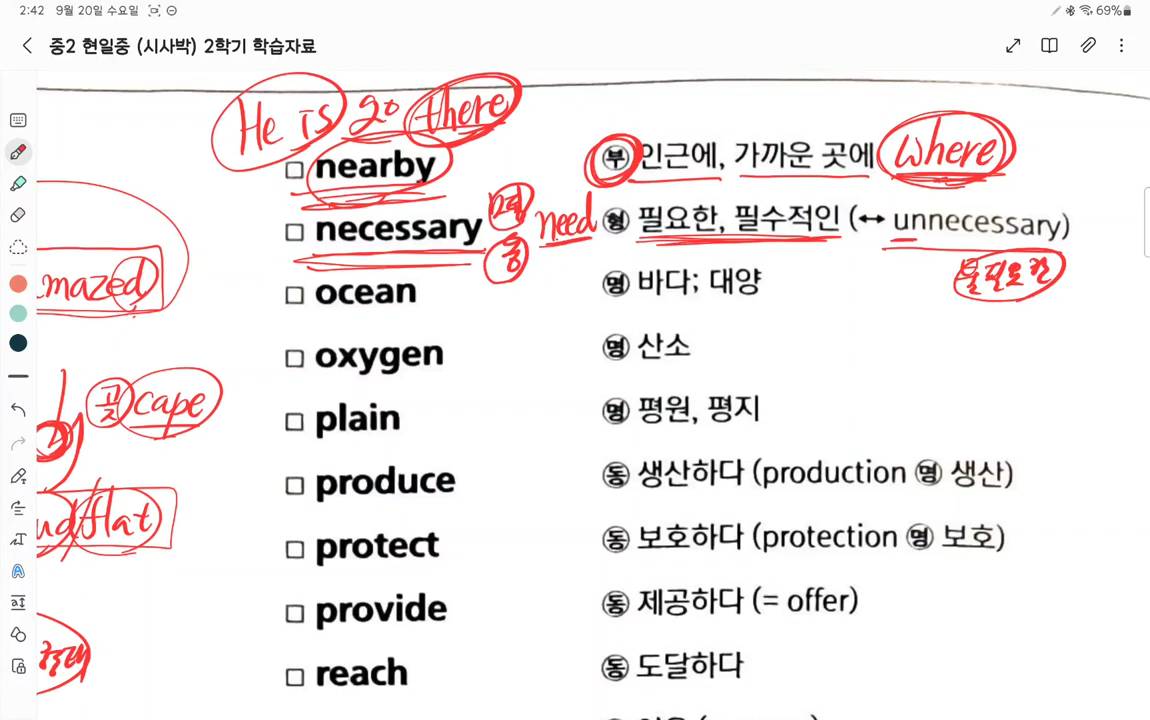 2:42 9월 20일 수요일 69%
중2 현일중 (시사박) 2학기 학습자료
He is go there
□ nearby 부 인근에, 가까운 곳에 where
□ necessary 명 동 need 형 필요한, 필수적인 (↔ unnecessary)
불필요한
□ ocean 명 바다; 대양
mazed
□ oxygen 명 산소
곶 cape
□ plain 명 평원, 평지
□ produce 동 생산하다 (production 명 생산)
flat
□ protect 동 보호하다 (protection 명 보호)
□ provide 동 제공하다 (= offer)
□ reach 동 도달하다